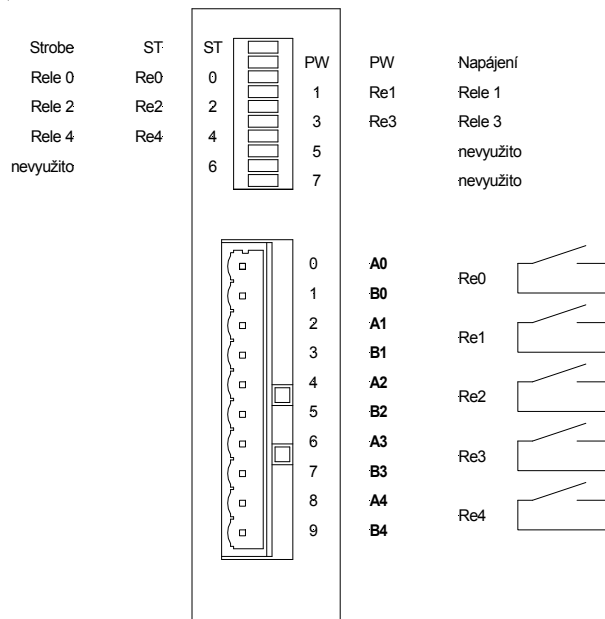 Strobe ST ST
PW PW Napájení
Rele 0 Re0 0
1 Re1 Rele 1
Rele 2 Re2 2
3 Re3 Rele 3
Rele 4 Re4 4
5 nevyužito
nevyužito 6
7 nevyužito
0 A0
Re0
1 B0
2 A1
Re1
3 B1
4 A2
Re2
5 B2
6 A3
Re3
7 B3
8 A4
Re4
9 B4